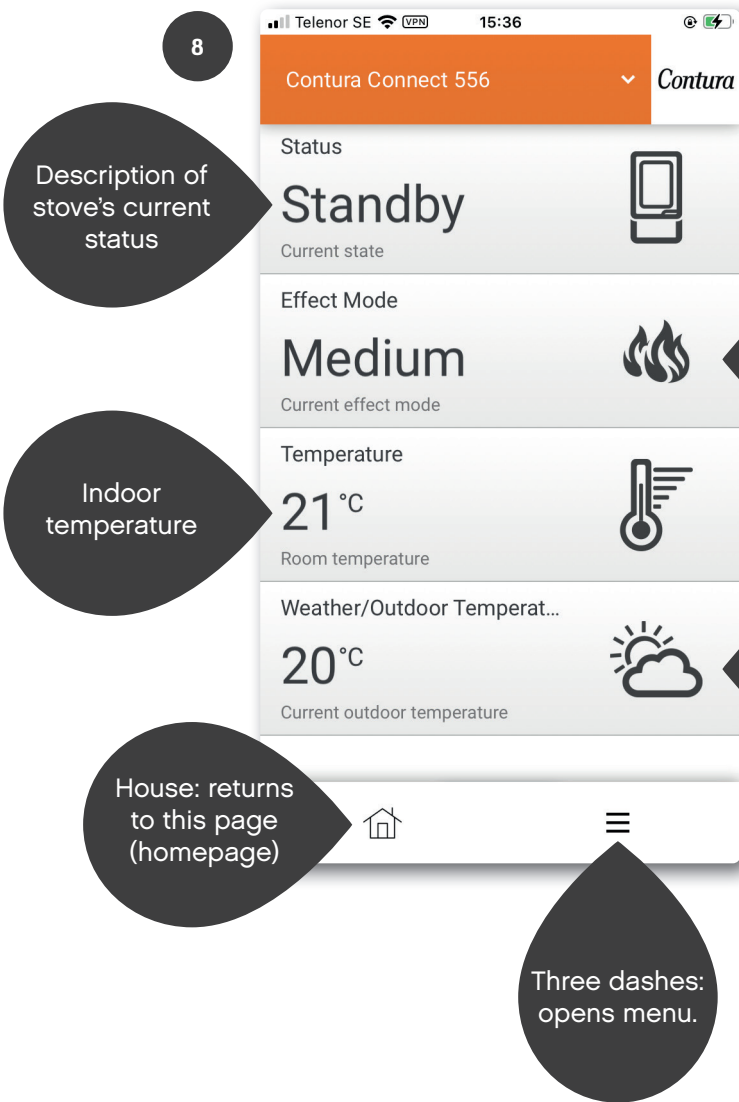 8
Telenor SE VPN 15:36
Contura Connect 556
Contura
Description of
stove's current
status
Status
Standby
Current state
Effect Mode
Medium
Current effect mode
Indoor
temperature
Temperature
21 °C
Room temperature
Weather/Outdoor Temperat...
20 °C
Current outdoor temperature
House: returns
to this page
(homepage)
Three dashes:
opens menu.